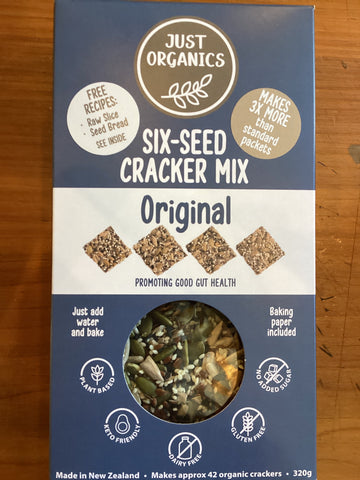 JUST
ORGANICS
FREE
RECIPES:
• Raw Slice
• Seed Bread
SEE INSIDE
MAKES
3X MORE
than
standard
packets
SIX-SEED
CRACKER MIX
Original
PROMOTING GOOD GUT HEALTH
Just add
water
and bake
Baking
paper
included
PLANT BASED
NO ADDED SUGAR
KETO FRIENDLY
GLUTEN FREE
DAIRY FREE
Made in New Zealand • Makes approx 42 organic crackers • 320g